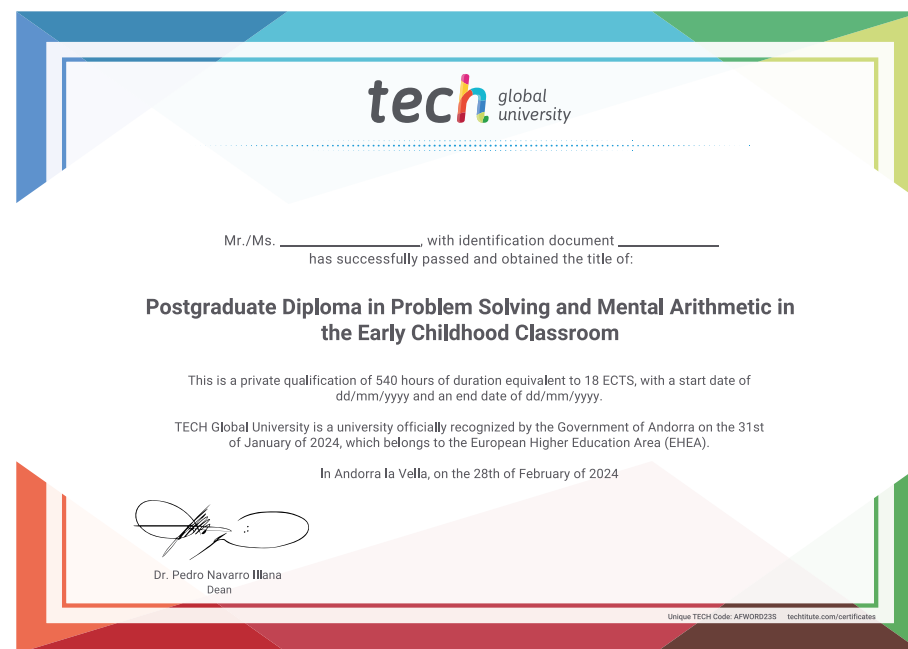 tech global university
Mr./Ms. ____________________, with identification document ______________
has successfully passed and obtained the title of:
Postgraduate Diploma in Problem Solving and Mental Arithmetic in
the Early Childhood Classroom
This is a private qualification of 540 hours of duration equivalent to 18 ECTS, with a start date of
dd/mm/yyyy and an end date of dd/mm/yyyy.
TECH Global University is a university officially recognized by the Government of Andorra on the 31st
of January of 2024, which belongs to the European Higher Education Area (EHEA).
In Andorra la Vella, on the 28th of February of 2024
Dr. Pedro Navarro Illana
Dean
Unique TECH Code: AFWORD23S techtitute.com/certificates